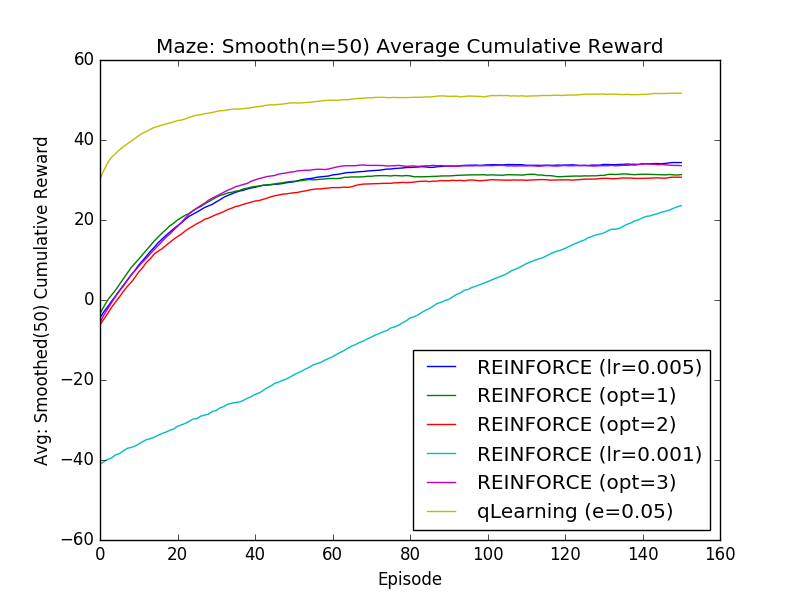 Maze: Smooth(n=50) Average Cumulative Reward
Avg: Smoothed(50) Cumulative Reward
60
40
20
0
−20
−40
−60
REINFORCE (lr=0.005)
REINFORCE (opt=1)
REINFORCE (opt=2)
REINFORCE (lr=0.001)
REINFORCE (opt=3)
qLearning (e=0.05)
0 20 40 60 80 100 120 140 160
Episode